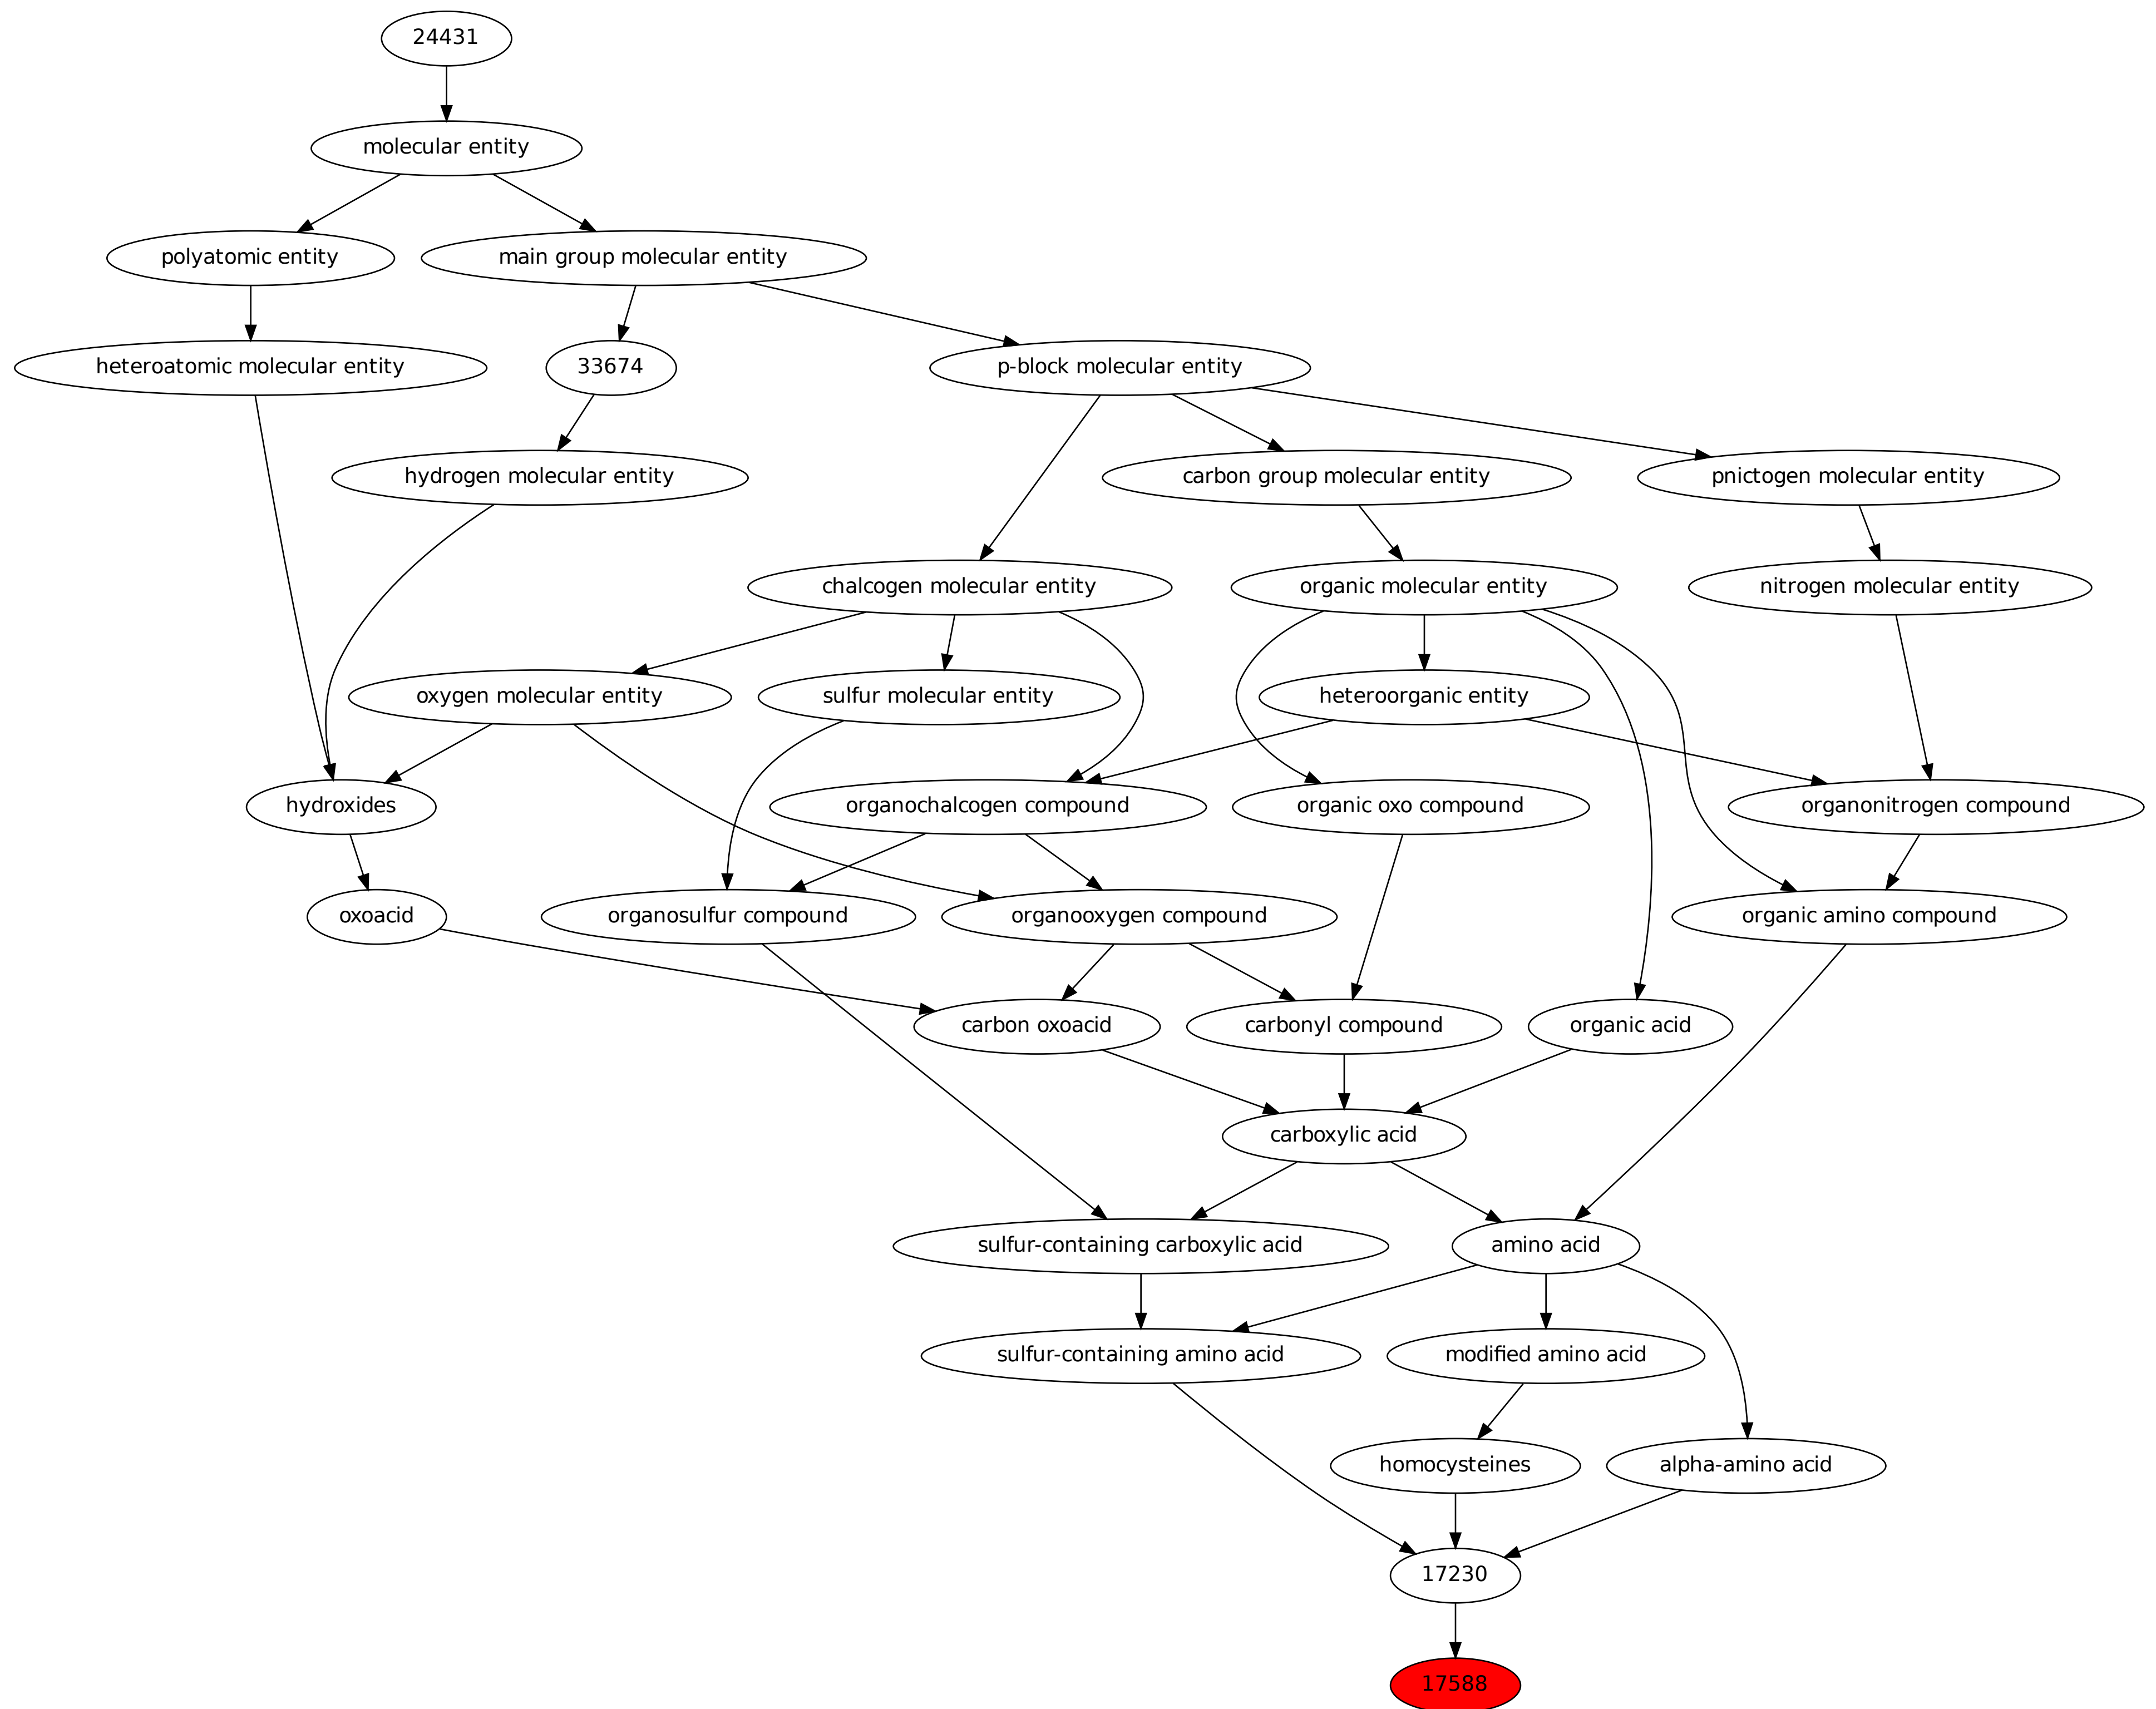 24431
molecular entity
polyatomic entity
main group molecular entity
heteroatomic molecular entity
33674
p-block molecular entity
hydrogen molecular entity
carbon group molecular entity
pnictogen molecular entity
chalcogen molecular entity
organic molecular entity
nitrogen molecular entity
oxygen molecular entity
sulfur molecular entity
heteroorganic entity
hydroxides
organochalcogen compound
organic oxo compound
organonitrogen compound
oxoacid
organosulfur compound
organooxygen compound
organic amino compound
carbon oxoacid
carbonyl compound
organic acid
carboxylic acid
sulfur-containing carboxylic acid
amino acid
sulfur-containing amino acid
modified amino acid
homocysteines
alpha-amino acid
17230
17588